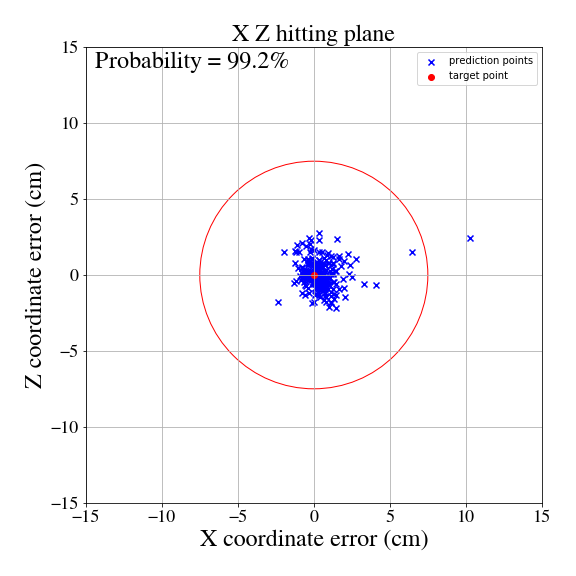 X Z hitting plane
Probability = 99.2%
prediction points
target point
Z coordinate error (cm)
15
10
5
0
−5
−10
−15
−15
−10
−5
0
5
10
15
X coordinate error (cm)